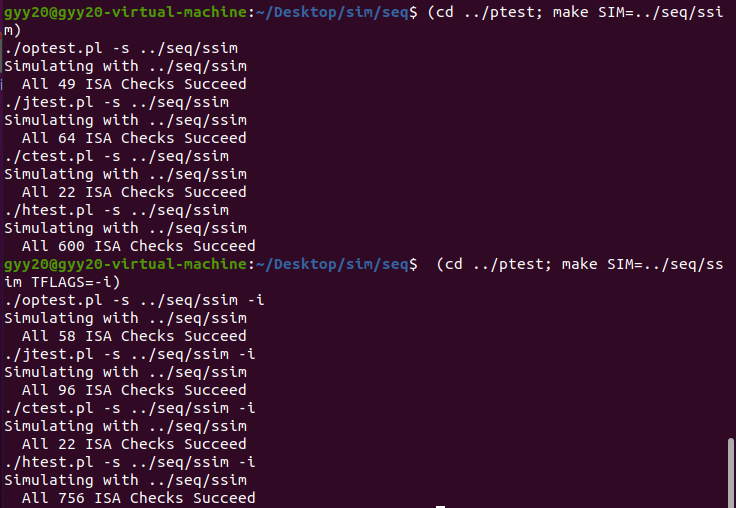 gyy20@gyy20-virtual-machine:~/Desktop/sim/seq$ (cd ../ptest; make SIM=../seq/ssi
m)
./optest.pl -s ../seq/ssim
Simulating with ../seq/ssim
  All 49 ISA Checks Succeed
./jtest.pl -s ../seq/ssim
Simulating with ../seq/ssim
  All 64 ISA Checks Succeed
./ctest.pl -s ../seq/ssim
Simulating with ../seq/ssim
  All 22 ISA Checks Succeed
./htest.pl -s ../seq/ssim
Simulating with ../seq/ssim
  All 600 ISA Checks Succeed
gyy20@gyy20-virtual-machine:~/Desktop/sim/seq$  (cd ../ptest; make SIM=../seq/ss
im TFLAGS=-i)
./optest.pl -s ../seq/ssim -i
Simulating with ../seq/ssim
  All 58 ISA Checks Succeed
./jtest.pl -s ../seq/ssim -i
Simulating with ../seq/ssim
  All 96 ISA Checks Succeed
./ctest.pl -s ../seq/ssim -i
Simulating with ../seq/ssim
  All 22 ISA Checks Succeed
./htest.pl -s ../seq/ssim -i
Simulating with ../seq/ssim
  All 756 ISA Checks Succeed